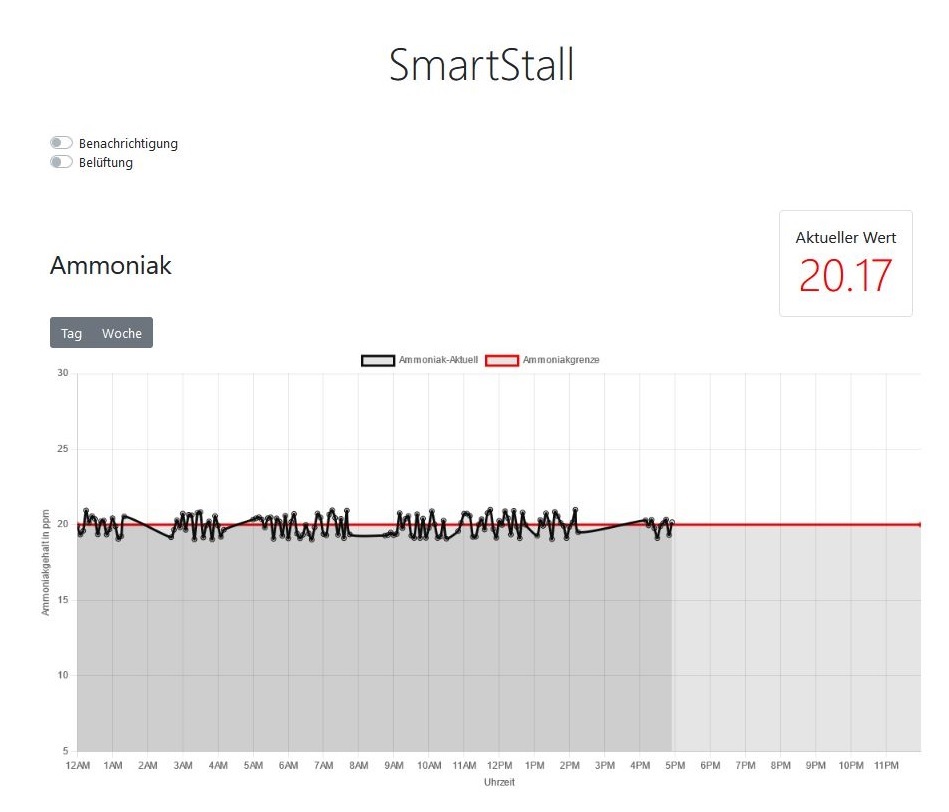 SmartStall
Benachrichtigung
Belüftung
Aktueller Wert
20.17
Ammoniak
Tag Woche
Ammoniak-Aktuell Ammoniakgrenze
30
25
20
15
10
5
Ammoniakgehalt in ppm
12AM 1AM 2AM 3AM 4AM 5AM 6AM 7AM 8AM 9AM 10AM 11AM 12PM 1PM 2PM 3PM 4PM 5PM 6PM 7PM 8PM 9PM 10PM 11PM
Uhrzeit